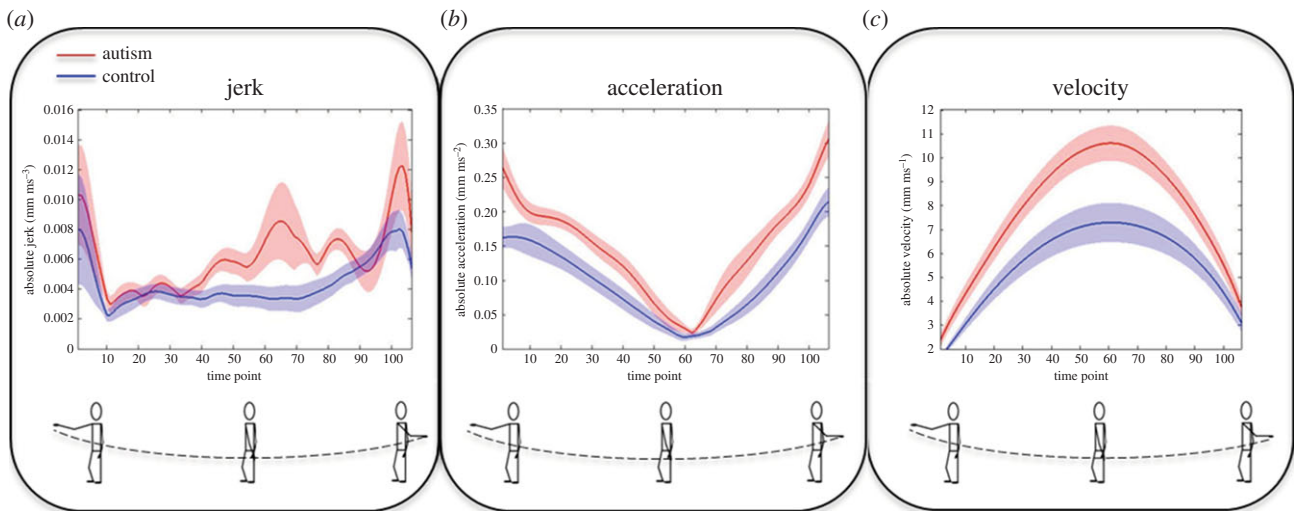 (a)
(b)
(c)
autism
control
jerk
absolute jerk (mm ms⁻³)
0.016
0.014
0.012
0.010
0.008
0.006
0.004
0.002
0
10 20 30 40 50 60 70 80 90 100
time point
acceleration
absolute acceleration (mm ms⁻²)
0.35
0.30
0.25
0.20
0.15
0.10
0.05
0
10 20 30 40 50 60 70 80 90 100
time point
velocity
absolute velocity (mm ms⁻¹)
12
11
10
9
8
7
6
5
4
3
2
10 20 30 40 50 60 70 80 90 100
time point